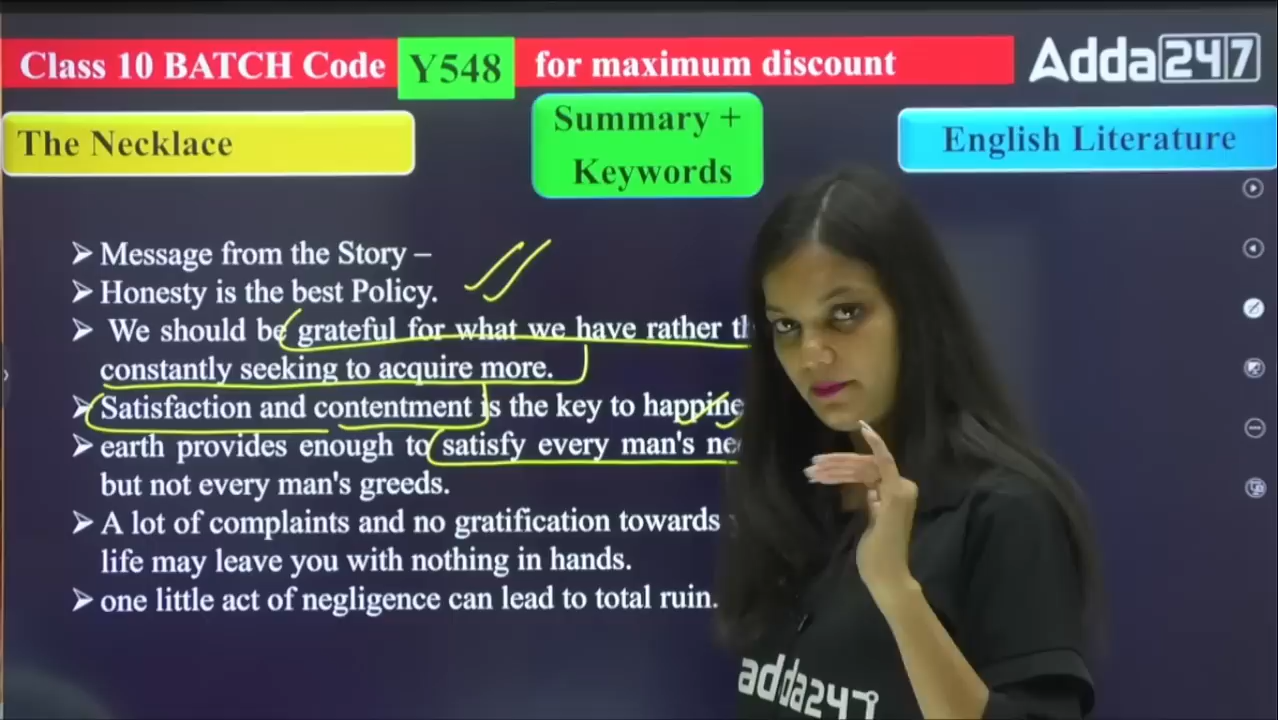 Class 10 BATCH Code Y548 for maximum discount
Adda247
The Necklace
Summary +
Keywords
English Literature
➤ Message from the Story –
➤ Honesty is the best Policy.
➤ We should be grateful for what we have rather
constantly seeking to acquire more.
➤ Satisfaction and contentment is the key to
➤ earth provides enough to satisfy every man's
but not every man's greeds.
➤ A lot of complaints and no gratification towards
life may leave you with nothing in hands.
➤ one little act of negligence can lead to total ruin.
adda247